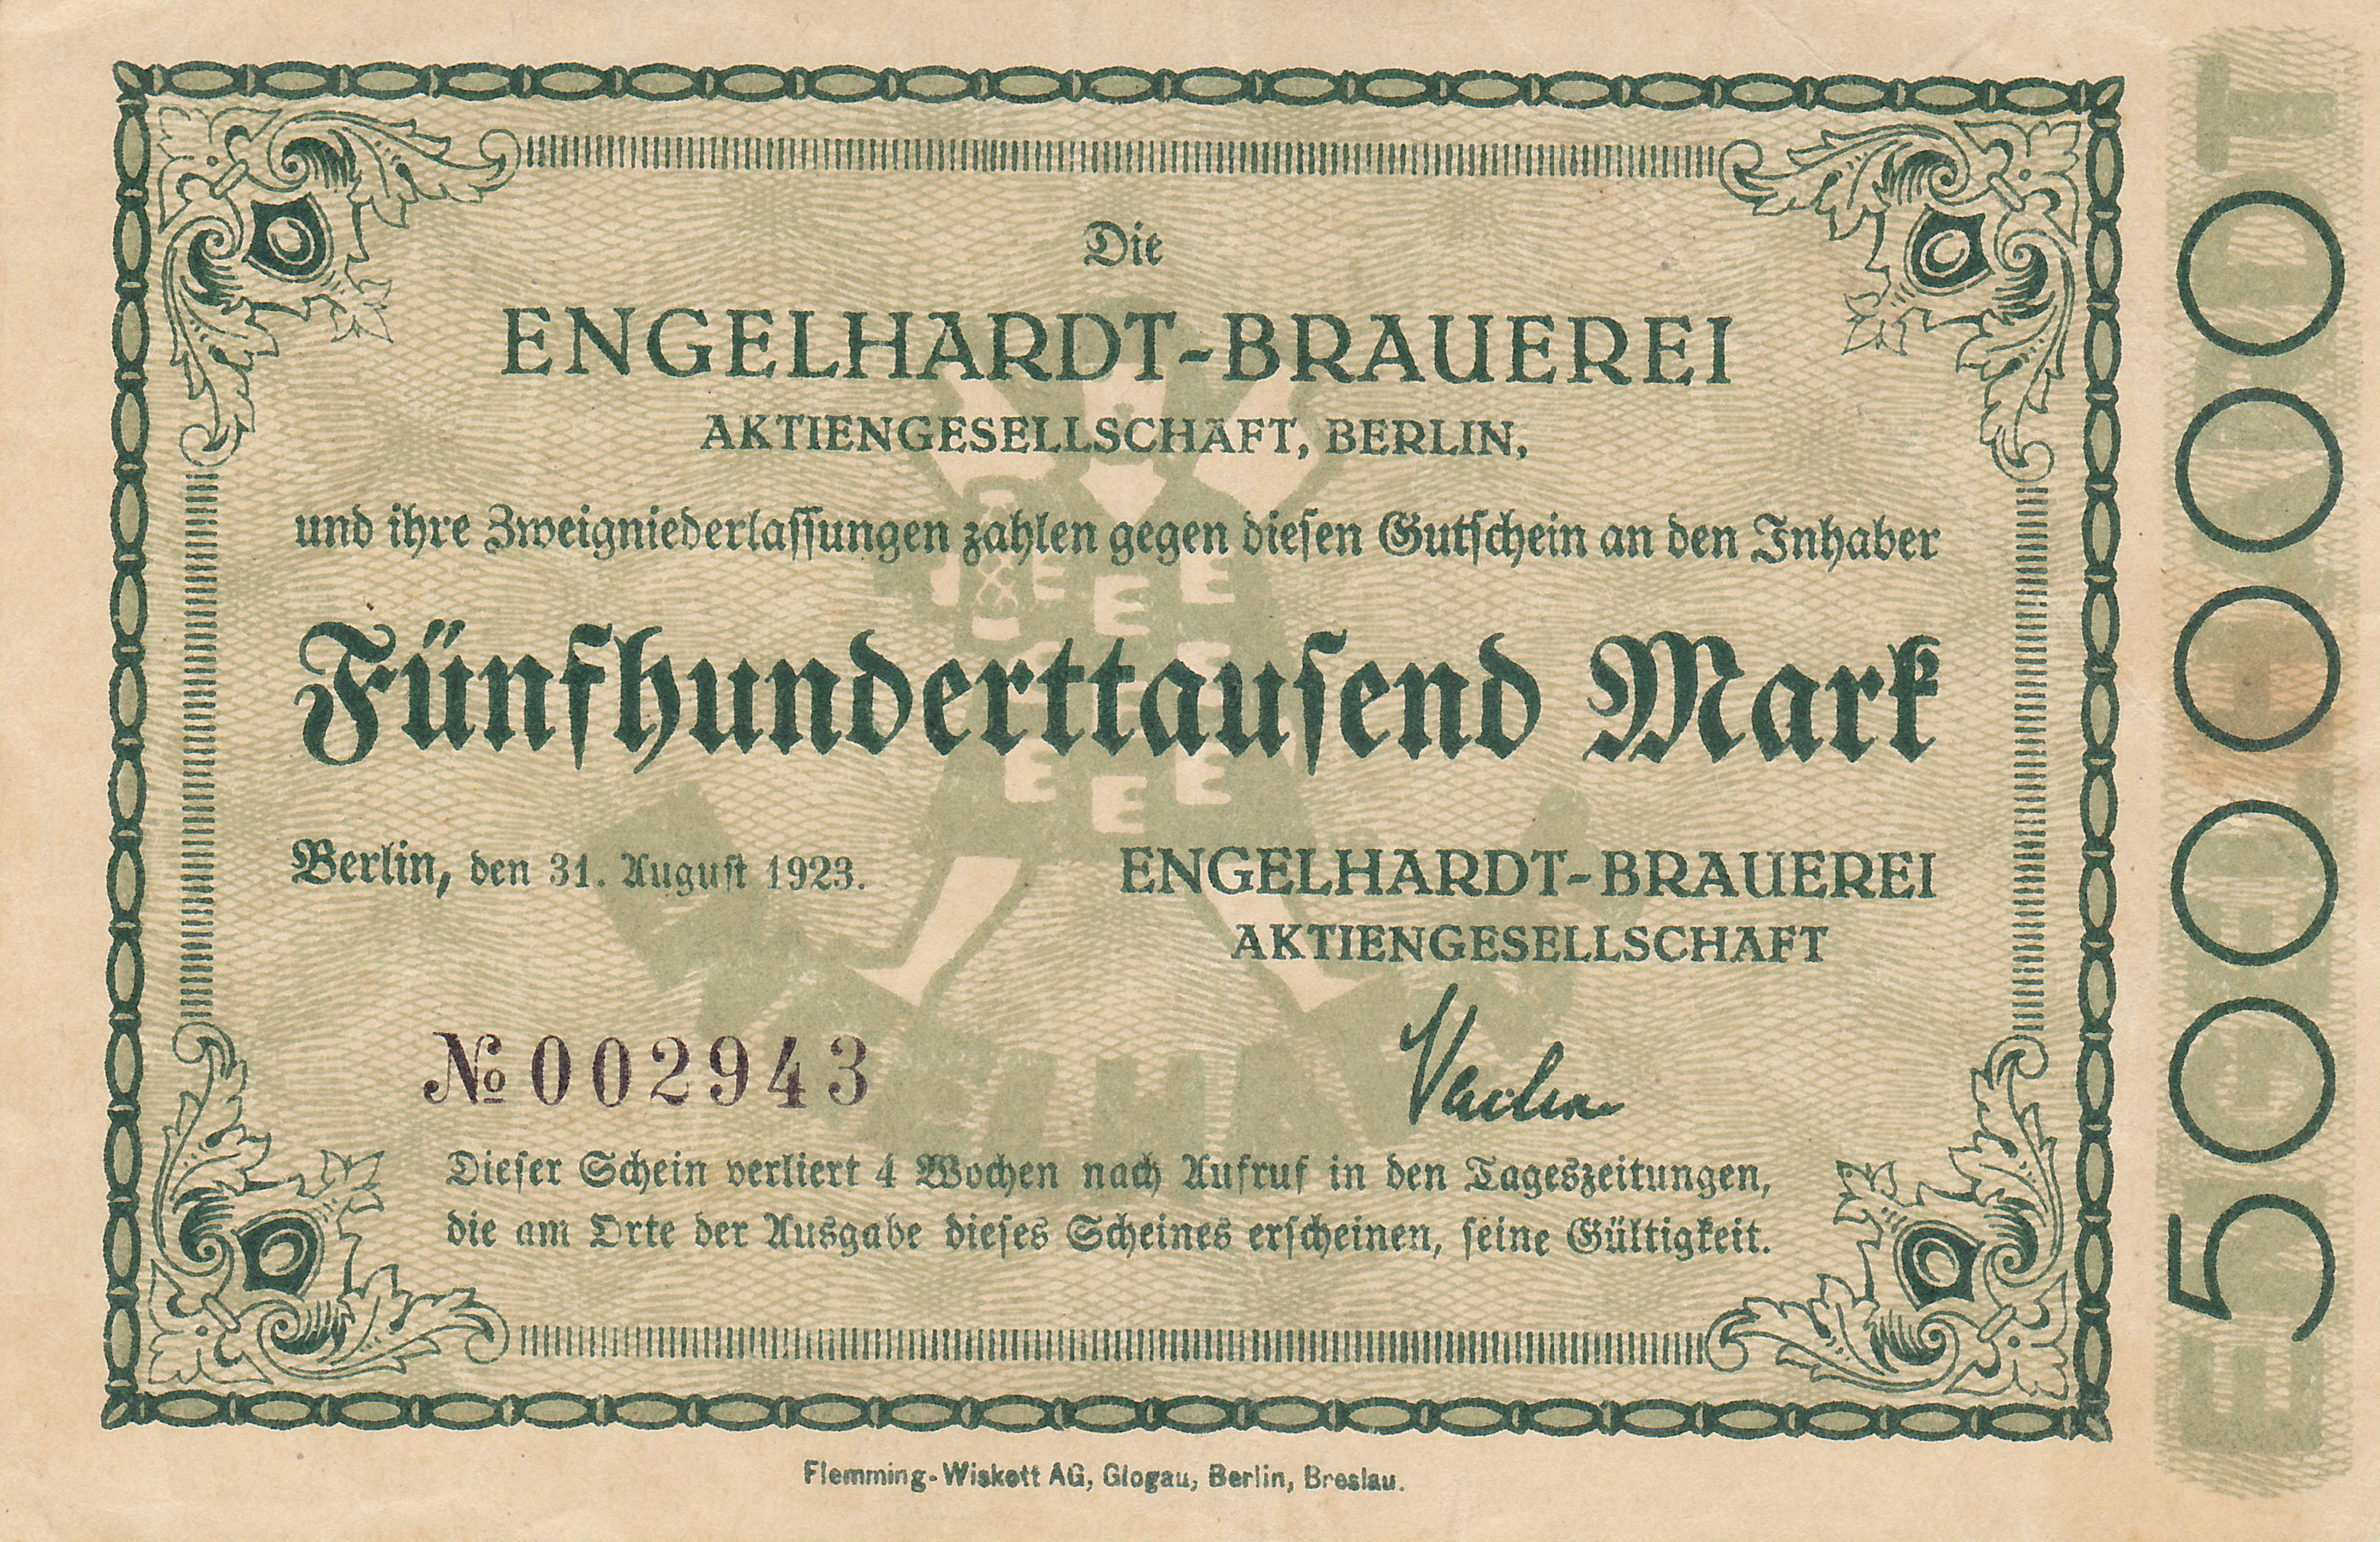 Die
ENGELHARDT-BRAUEREI
AKTIENGESELLSCHAFT, BERLIN,
und ihre Zweigniederlassungen zahlen gegen diesen Gutschein an den Inhaber
Fünfhunderttausend Mark
Berlin, den 31. August 1923.
ENGELHARDT-BRAUEREI
AKTIENGESELLSCHAFT
№ 002943
Dieser Schein verliert 4 Wochen nach Aufruf in den Tageszeitungen,
die am Orte der Ausgabe dieses Scheines erscheinen, seine Gültigkeit.
Flemming-Wiskott AG, Glogau, Berlin, Breslau.
500000
ENGELHARDT
E E E
E E
E E E